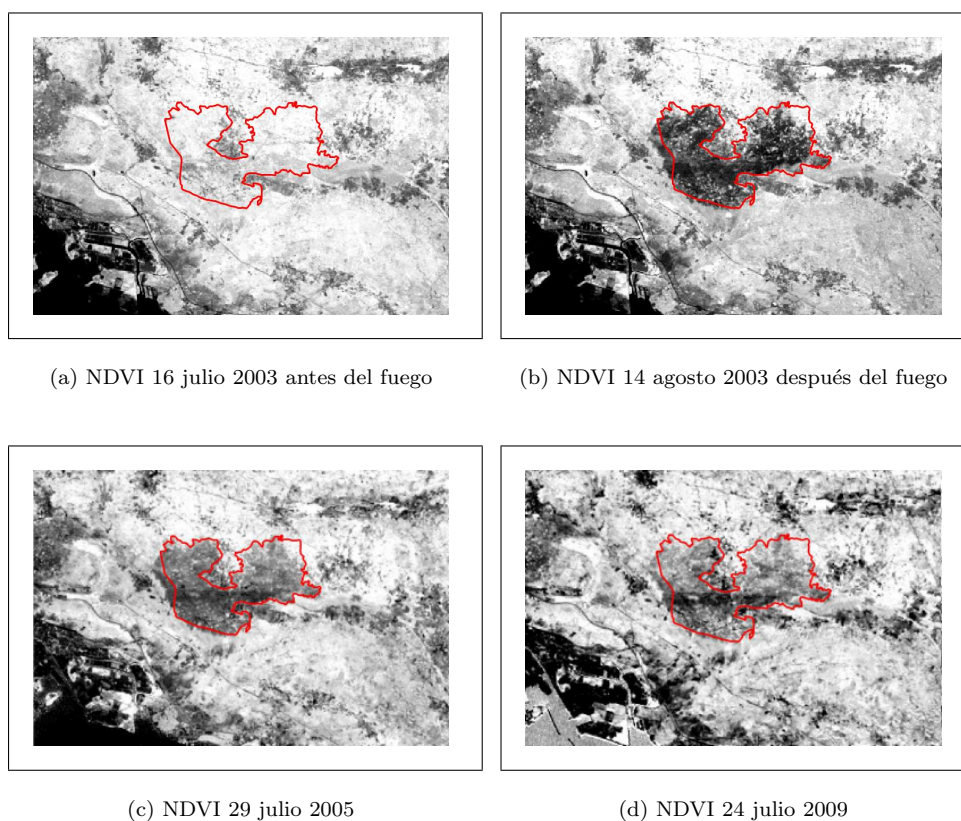 (a) NDVI 16 julio 2003 antes del fuego
(b) NDVI 14 agosto 2003 después del fuego
(c) NDVI 29 julio 2005
(d) NDVI 24 julio 2009